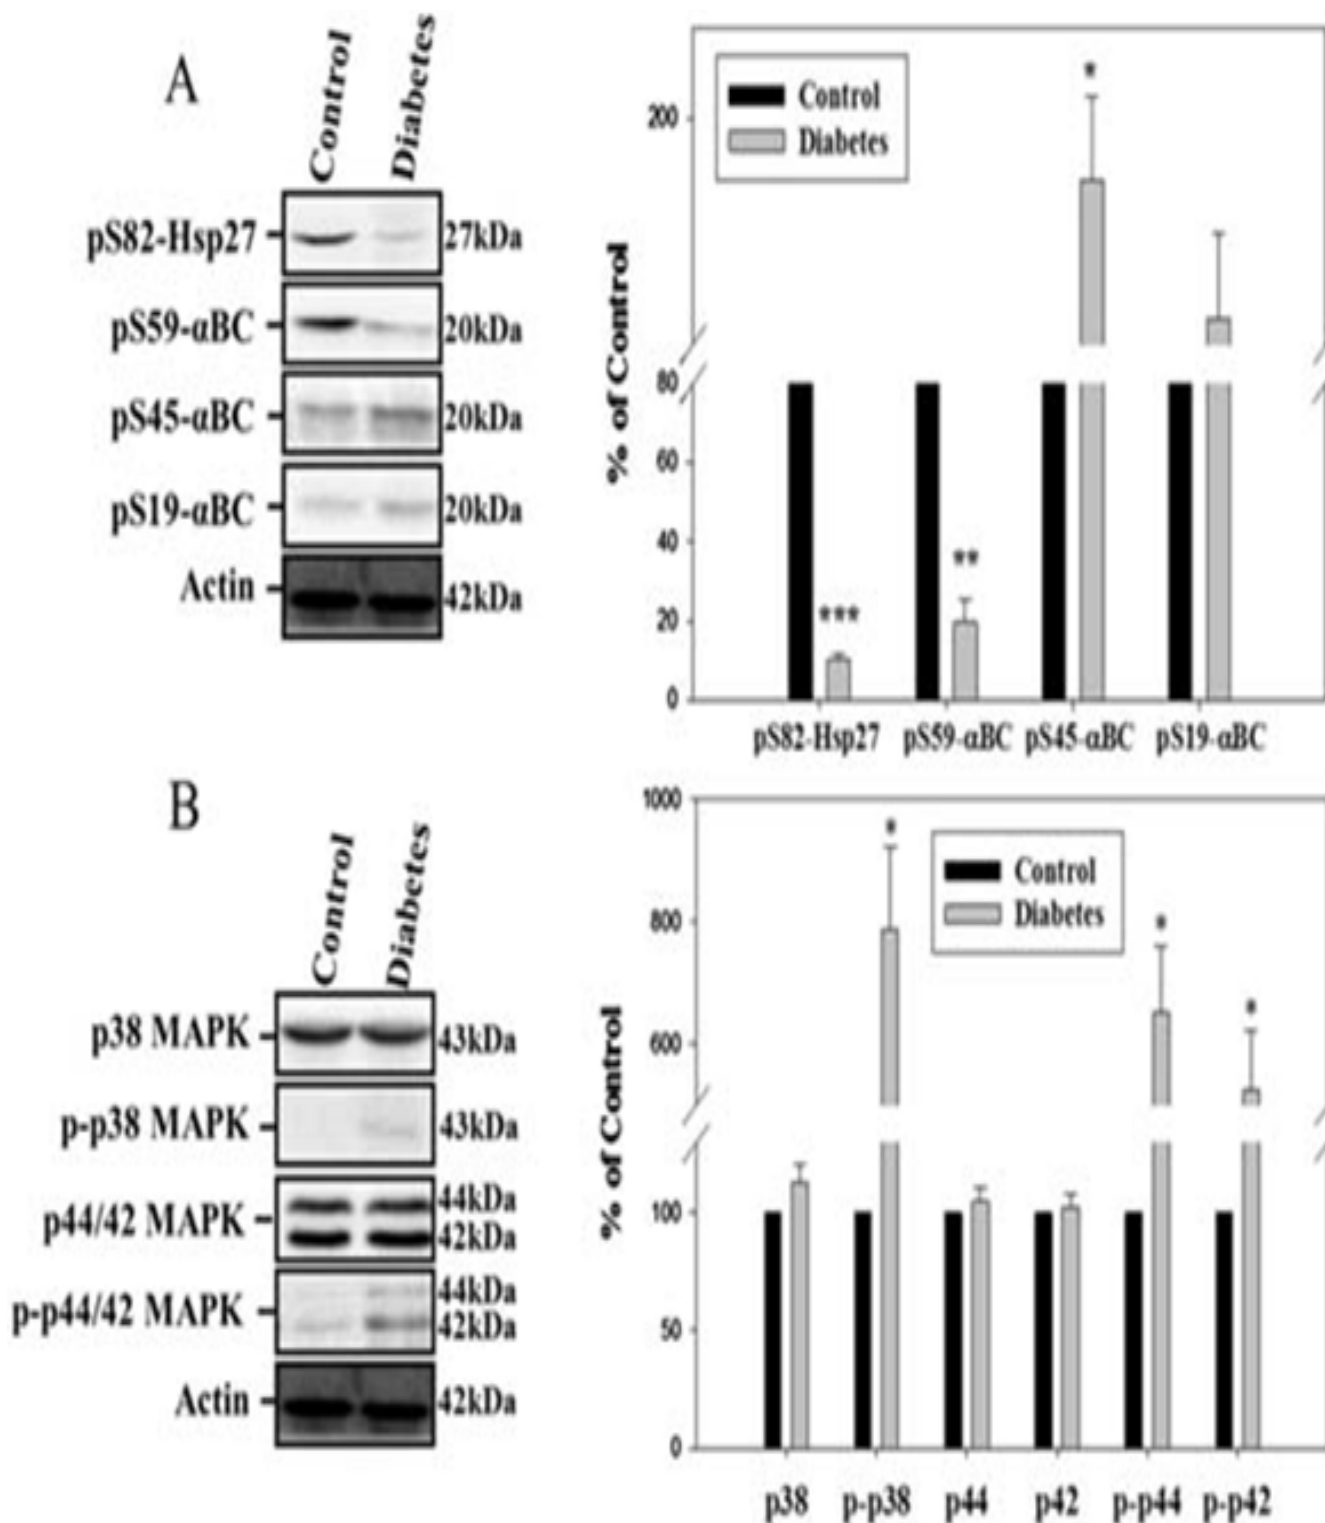 A
Control
Diabetes
pS82-Hsp27
27kDa
pS59-αBC
20kDa
pS45-αBC
20kDa
pS19-αBC
20kDa
Actin
42kDa
Control
Diabetes
% of Control
200
80
60
40
20
0
*
**
***
pS82-Hsp27 pS59-αBC pS45-αBC pS19-αBC
B
Control
Diabetes
p38 MAPK
43kDa
p-p38 MAPK
43kDa
p44/42 MAPK
44kDa
42kDa
p-p44/42 MAPK
44kDa
42kDa
Actin
42kDa
Control
Diabetes
% of Control
1000
800
600
100
50
0
*
*
*
p38 p-p38 p44 p42 p-p44 p-p42